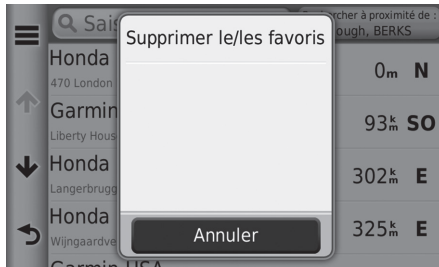 Sais
rcher à proximité de :
ough, BERKS
Supprimer le/les favoris
Honda
470 London
0m N
Garmin
Liberty Hous
93km SO
Honda
Langerbrugg
302km E
Honda
Wijngaardve
325km E
Annuler
Garmin USA